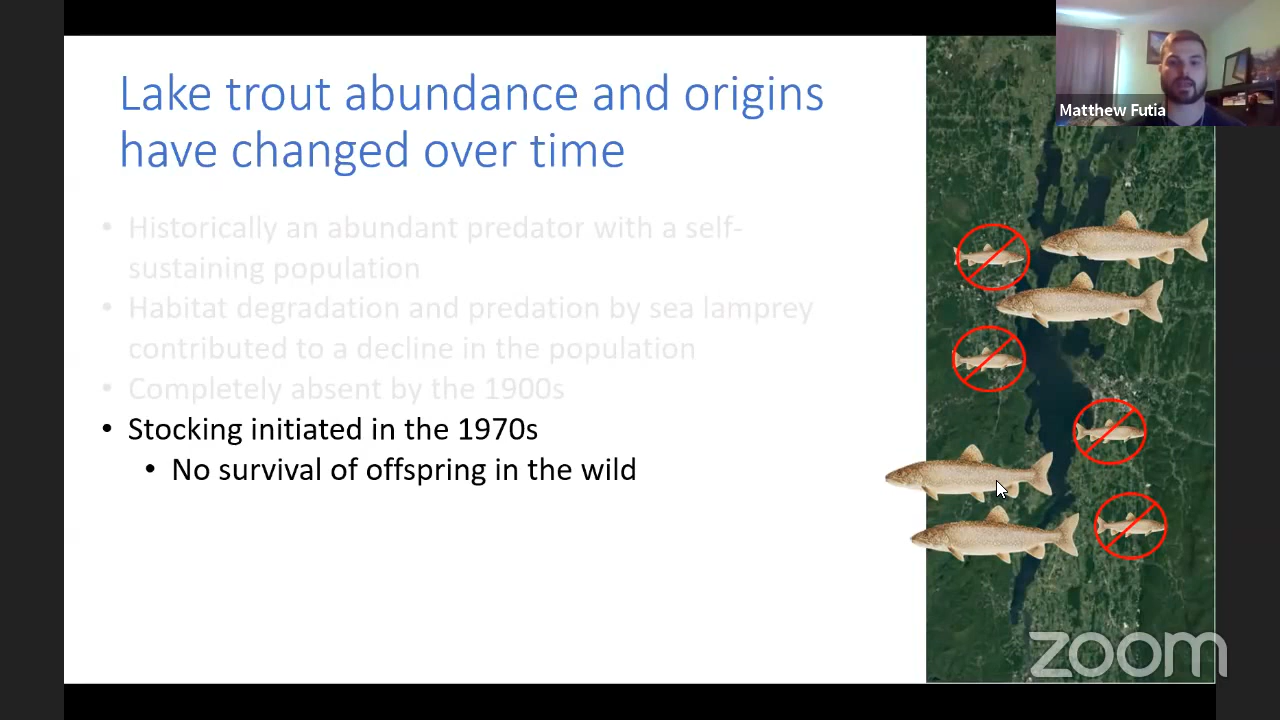 Lake trout abundance and origins
have changed over time
• Historically an abundant predator with a self-
sustaining population
• Habitat degradation and predation by sea lamprey
contributed to a decline in the population
• Completely absent by the 1900s
• Stocking initiated in the 1970s
• No survival of offspring in the wild
Matthew Futia
zoom